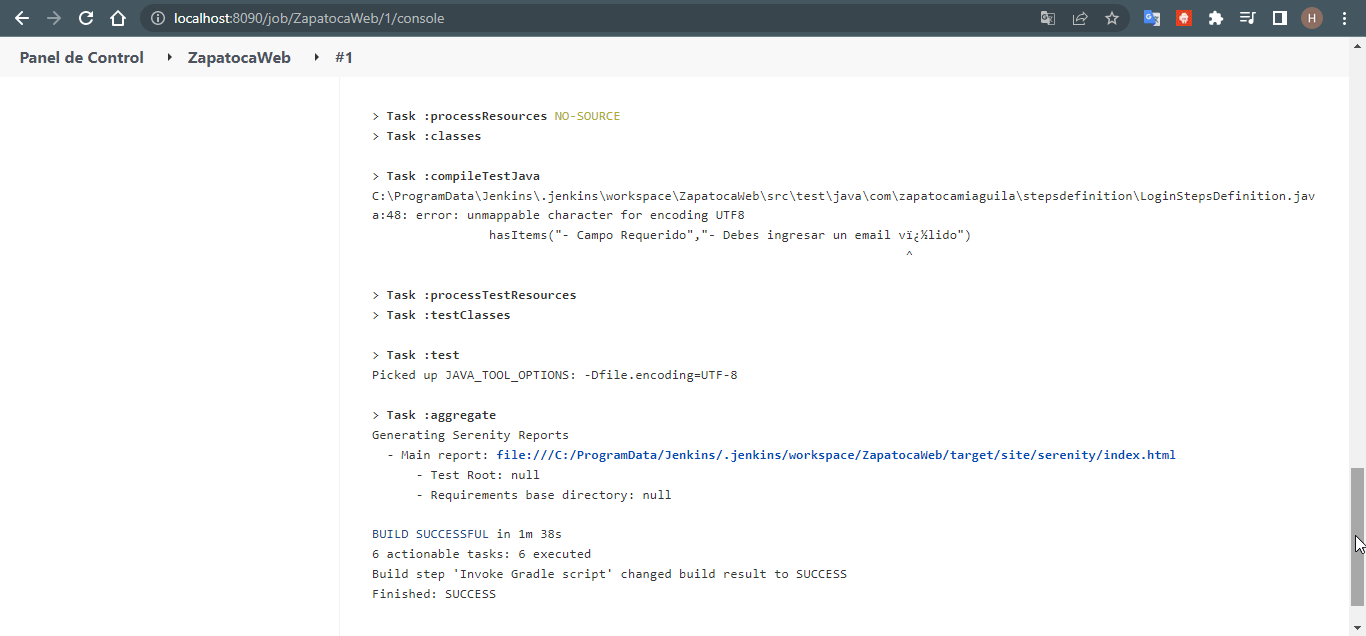 localhost:8090/job/ZapatocaWeb/1/console
H
Panel de Control ZapatocaWeb #1
> Task :processResources NO-SOURCE
> Task :classes
> Task :compileTestJava
C:\ProgramData\Jenkins\.jenkins\workspace\ZapatocaWeb\src\test\java\com\zapatocamiaguila\stepsdefinition\LoginStepsDefinition.jav
a:48: error: unmappable character for encoding UTF8
hasItems("- Campo Requerido","- Debes ingresar un email vï¿½lido")
^
> Task :processTestResources
> Task :testClasses
> Task :test
Picked up JAVA_TOOL_OPTIONS: -Dfile.encoding=UTF-8
> Task :aggregate
Generating Serenity Reports
- Main report: file:///C:/ProgramData/Jenkins/.jenkins/workspace/ZapatocaWeb/target/site/serenity/index.html
- Test Root: null
- Requirements base directory: null
BUILD SUCCESSFUL in 1m 38s
6 actionable tasks: 6 executed
Build step 'Invoke Gradle script' changed build result to SUCCESS
Finished: SUCCESS